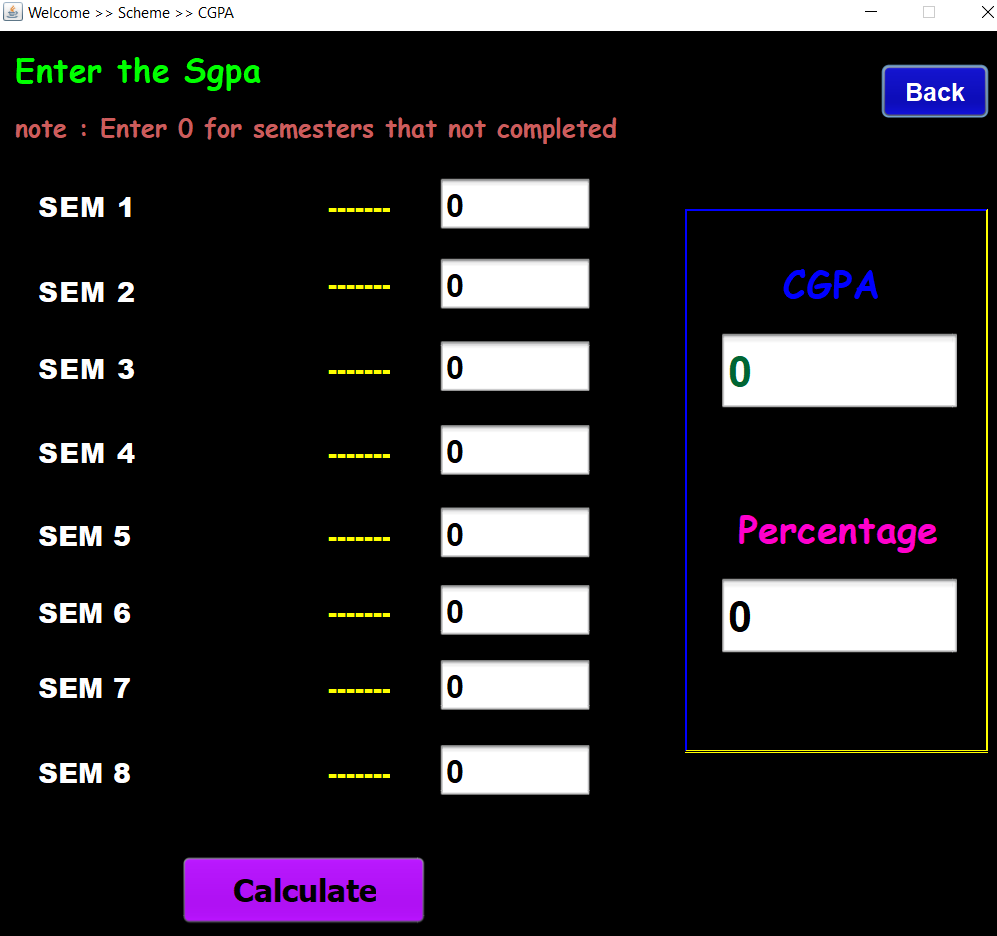 Welcome >> Scheme >> CGPA
Enter the Sgpa
Back
note : Enter 0 for semesters that not completed
SEM 1 ------- 0
SEM 2 ------- 0
SEM 3 ------- 0
SEM 4 ------- 0
SEM 5 ------- 0
SEM 6 ------- 0
SEM 7 ------- 0
SEM 8 ------- 0
CGPA
0
Percentage
0
Calculate